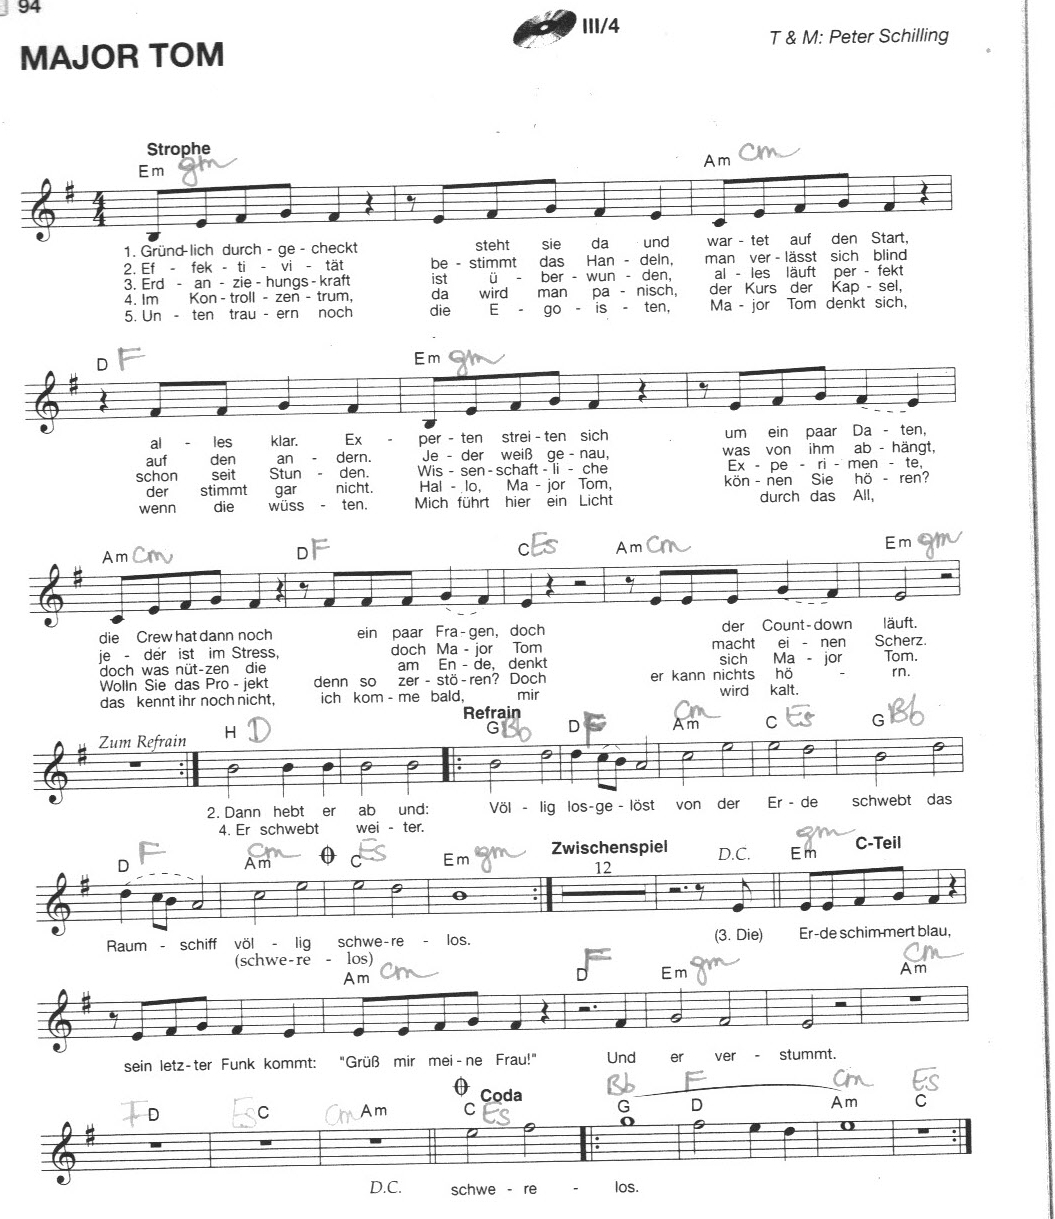 94
III/4
MAJOR TOM
T & M: Peter Schilling
Strophe
Em gm Am cm
1. Gründ-lich durch - ge - checkt steht sie da und war - tet auf den Start,
2. Ef - fek - ti - vi - tät be - stimmt das Han - deln, man ver - lässt sich blind
3. Erd - an - zie - hungs - kraft ist ü - ber - wun - den, al - les läuft per - fekt
4. Im Kon - troll - zen - trum, da wird man pa - nisch, der Kurs der Kap - sel,
5. Un - ten trau - ern noch die E - go - is - ten, Ma - jor Tom denkt sich,
D F Em gm
al - les klar. Ex - per - ten strei - ten sich um ein paar Da - ten,
auf den an - dern. Je - der weiß ge - nau, was von ihm ab - hängt,
schon seit Stun - den. Wis - sen - schaft - li - che Ex - pe - ri - men - te,
der stimmt gar nicht. Hal - lo, Ma - jor Tom, kön - nen Sie hö - ren?
wenn die wüss - ten. Mich führt hier ein Licht durch das All,
Am cm D F C Es Am cm Em gm
die Crew hat dann noch ein paar Fra - gen, doch der Count - down läuft.
je - der ist im Stress, doch Ma - jor Tom macht ei - nen Scherz.
doch was nüt - zen die am En - de, denkt sich Ma - jor Tom.
Wolln Sie das Pro - jekt denn so zer - stö - ren? Doch er kann nichts hö - rn.
das kennt ihr noch nicht, ich kom - me bald, mir wird kalt.
Refrain
Zum Refrain H D G Bb D F Am cm C Es G Bb
2. Dann hebt er ab und: Völ - lig los - ge - löst von der Er - de schwebt das
4. Er schwebt wei - ter.
D F Am cm C Es Em gm Zwischenspiel 12 D.C. Em gm C-Teil
Raum - schiff völ - lig schwe - re - los. (3. Die) Er - de schimmert blau,
(schwe - re - los)
Am cm D F Em gm Am cm
sein letz - ter Funk kommt: "Grüß mir mei - ne Frau!" Und er ver - stummt.
F D Es C cm Am C Es Coda G Bb D F Am cm C Es
D.C. schwe - re - los.